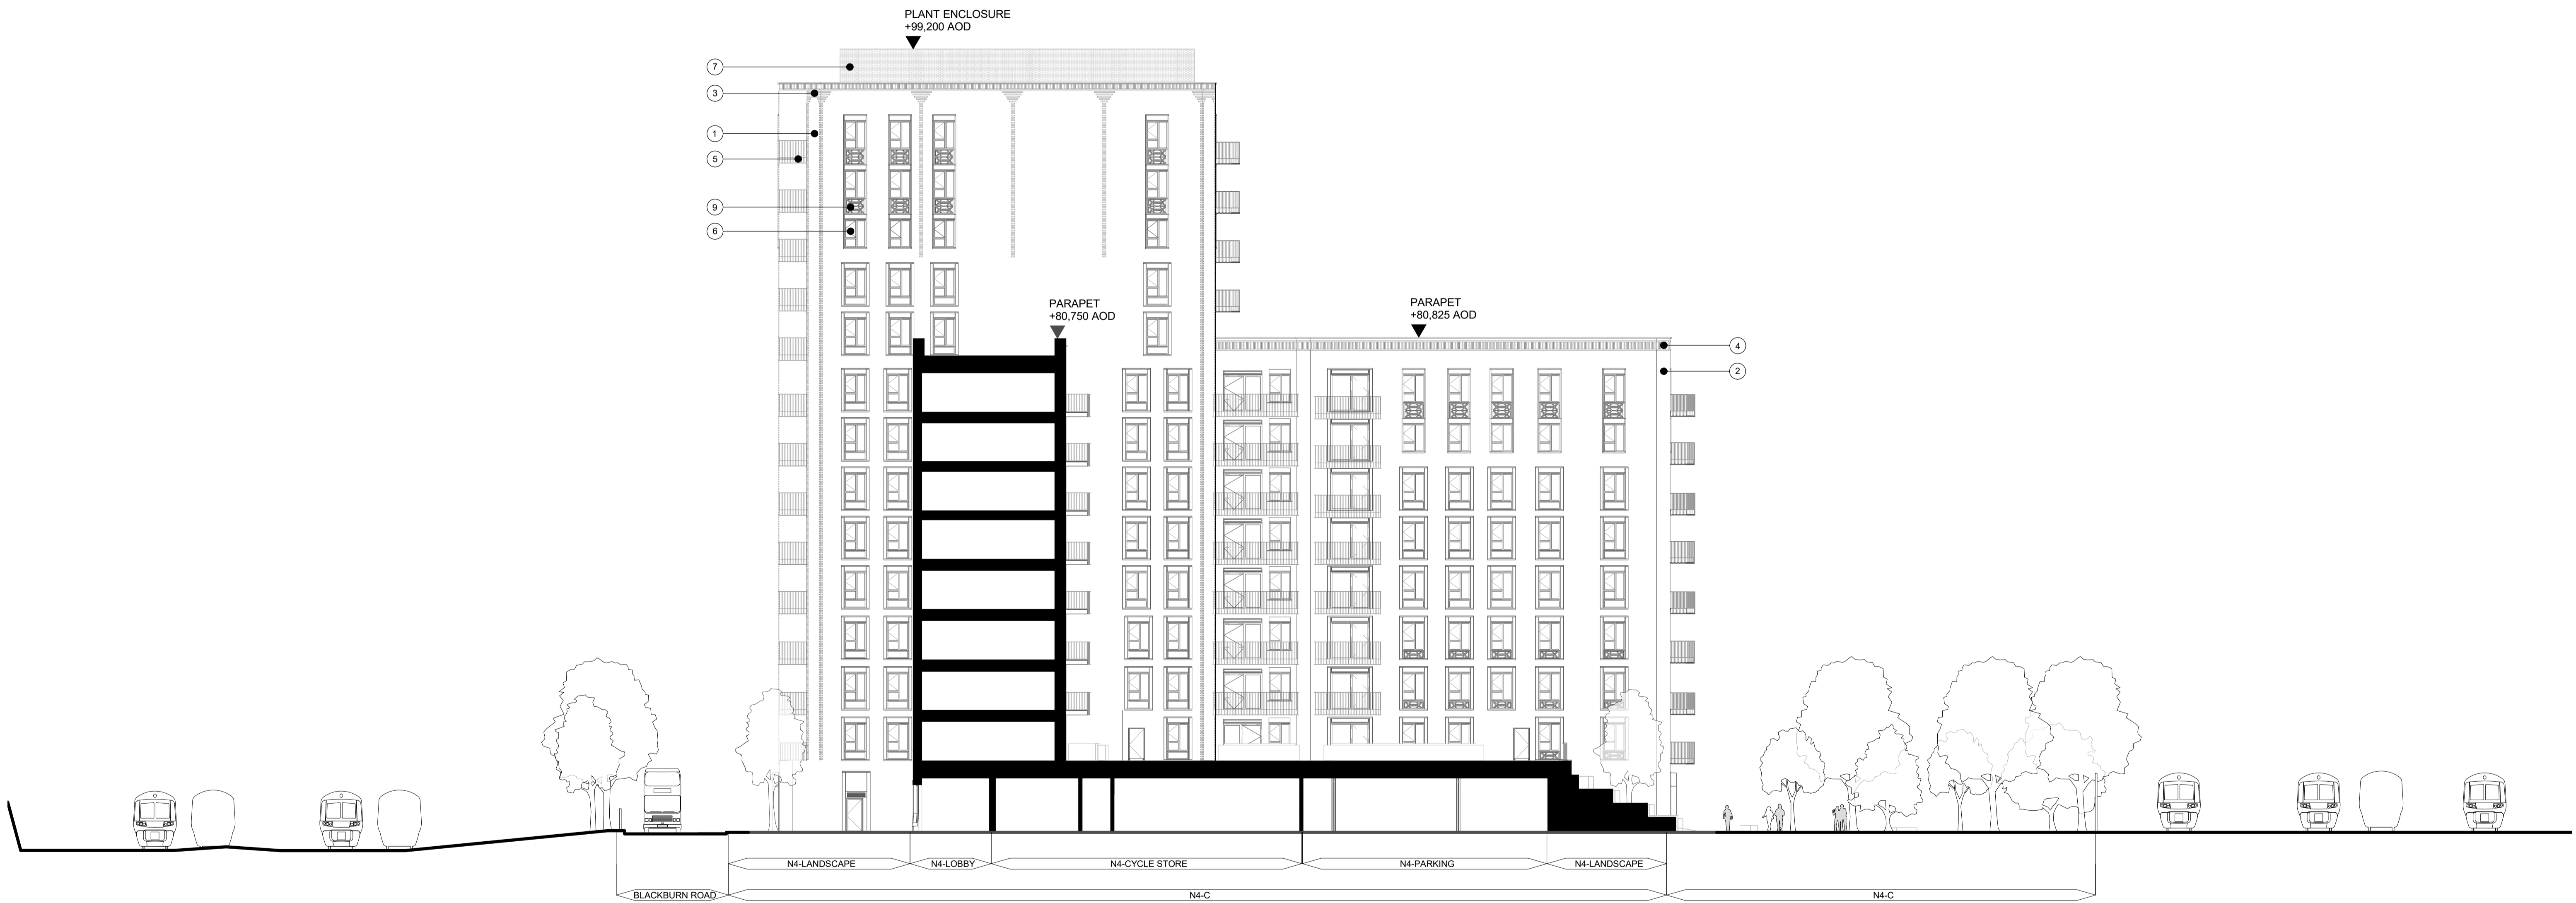 PLANT ENCLOSURE
+99,200 AOD
7
3
1
5
9
6
PARAPET
+80,750 AOD
PARAPET
+80,825 AOD
4
2
N4-LANDSCAPE
N4-LOBBY
N4-CYCLE STORE
N4-PARKING
N4-LANDSCAPE
BLACKBURN ROAD
N4-C
N4-C